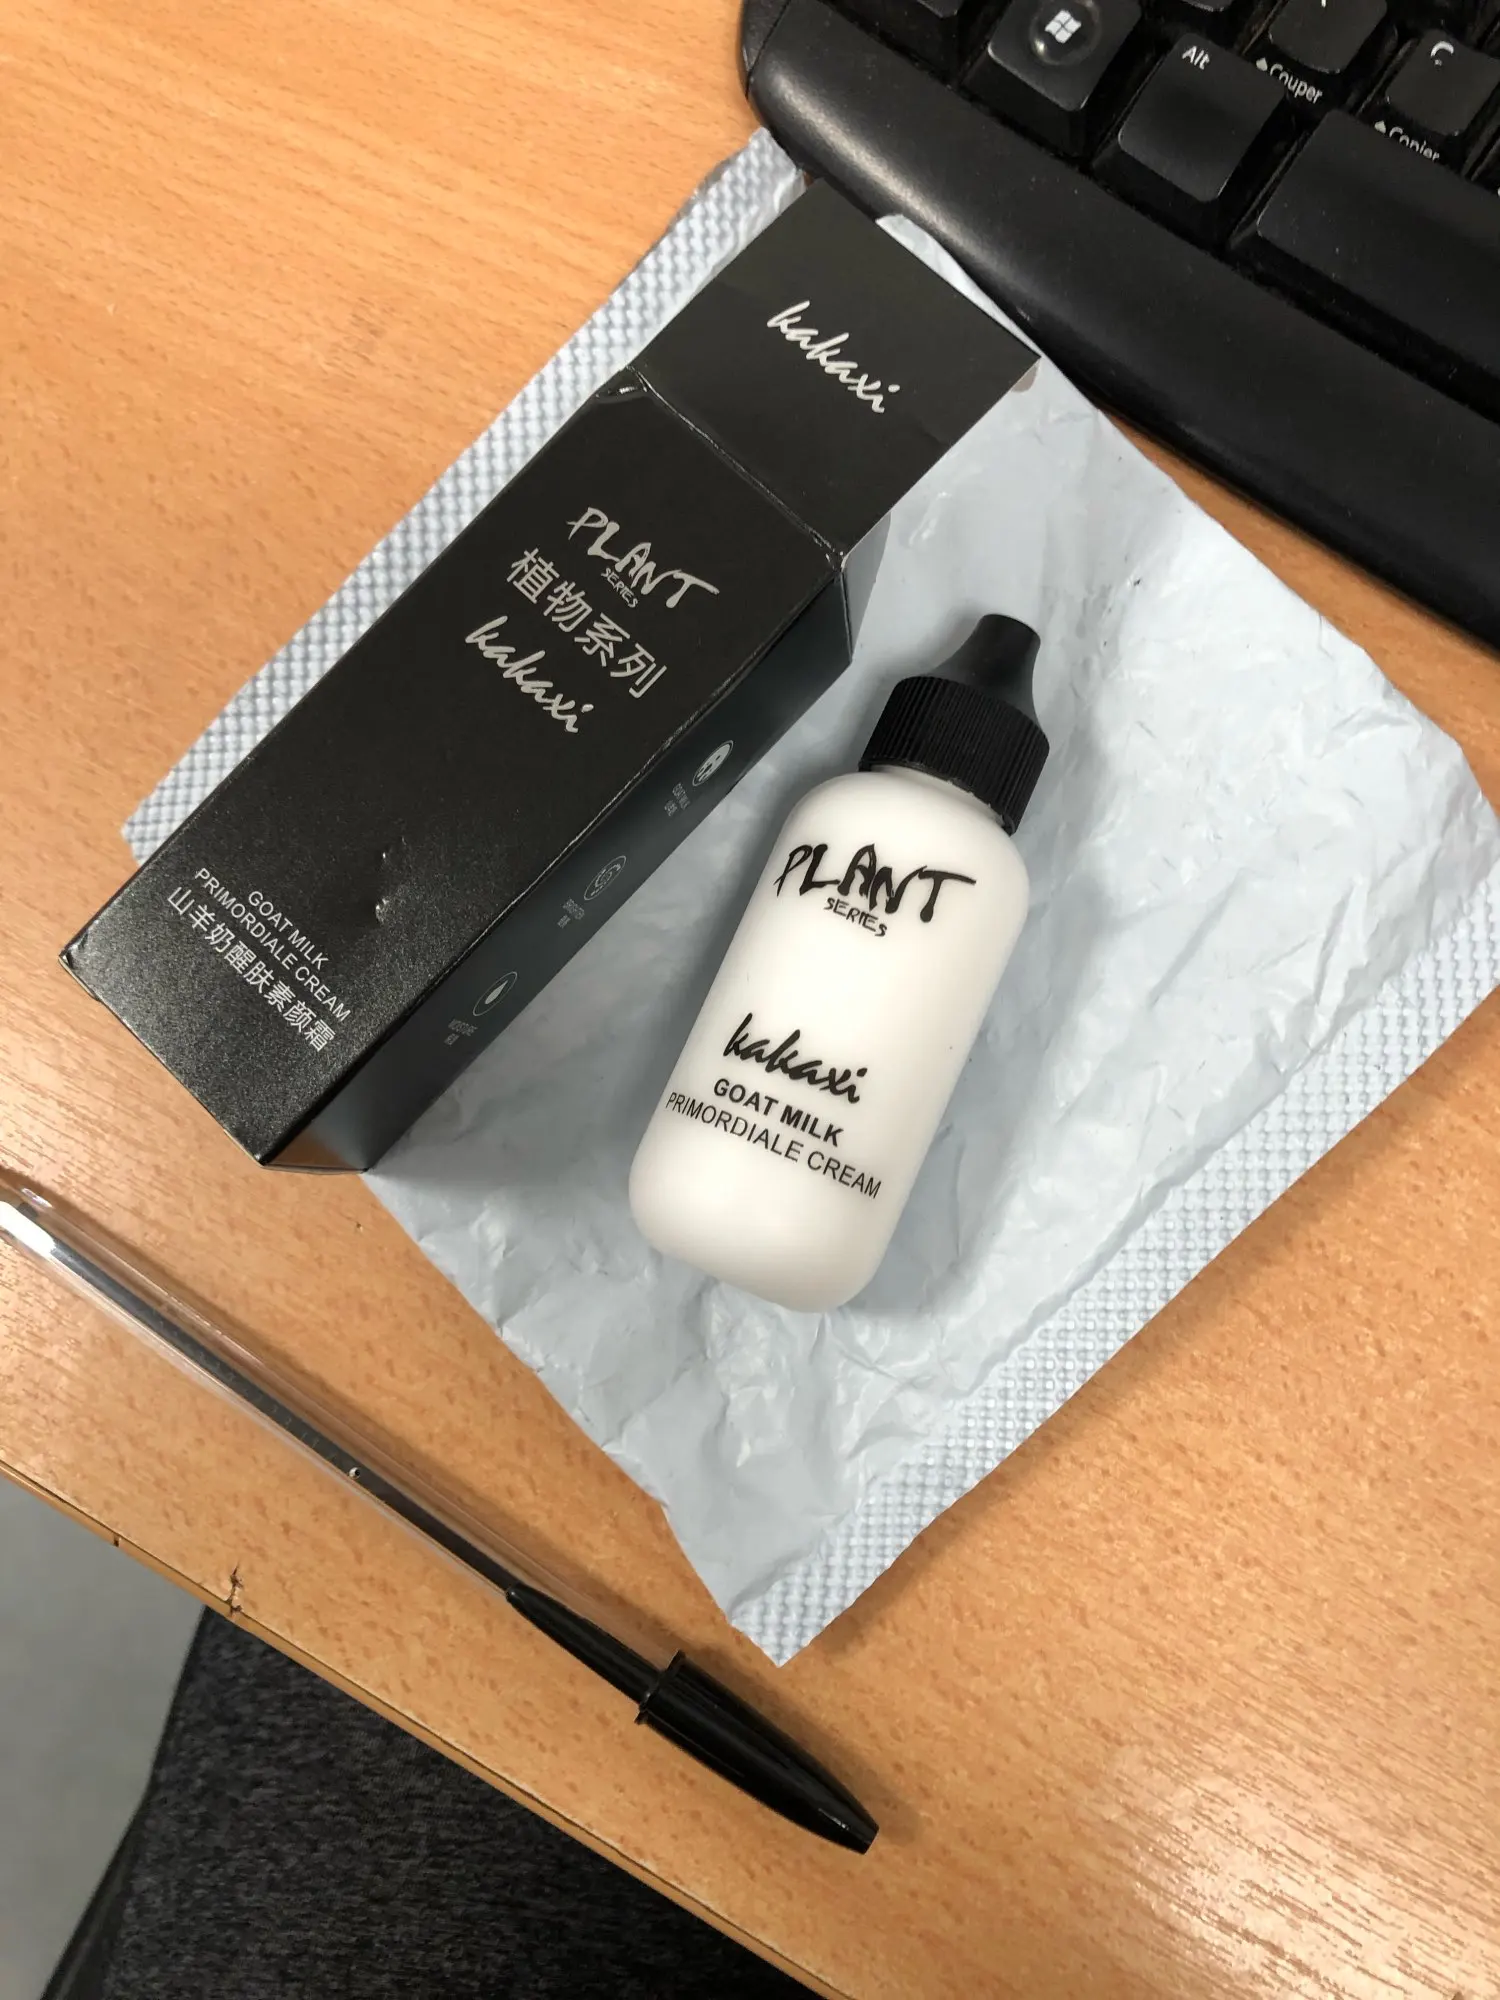 Alt
Couper
Copier
kakaxi
PLANT
SERIES
植物系列
kakaxi
GOAT MILK
PRIMORDIALE CREAM
山羊奶醒肤素颜霜
PLANT
SERIES
kakaxi
GOAT MILK
PRIMORDIALE CREAM